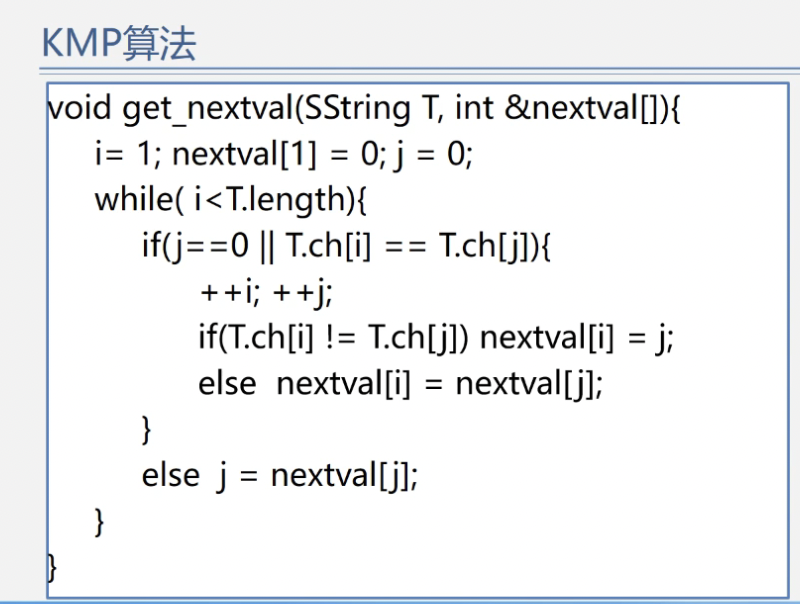 KMP算法
void get_nextval(SString T, int &nextval[]){
i= 1; nextval[1] = 0; j = 0;
while( i<T.length){
if(j==0 || T.ch[i] == T.ch[j]){
++i; ++j;
if(T.ch[i] != T.ch[j]) nextval[i] = j;
else nextval[i] = nextval[j];
}
else j = nextval[j];
}
}